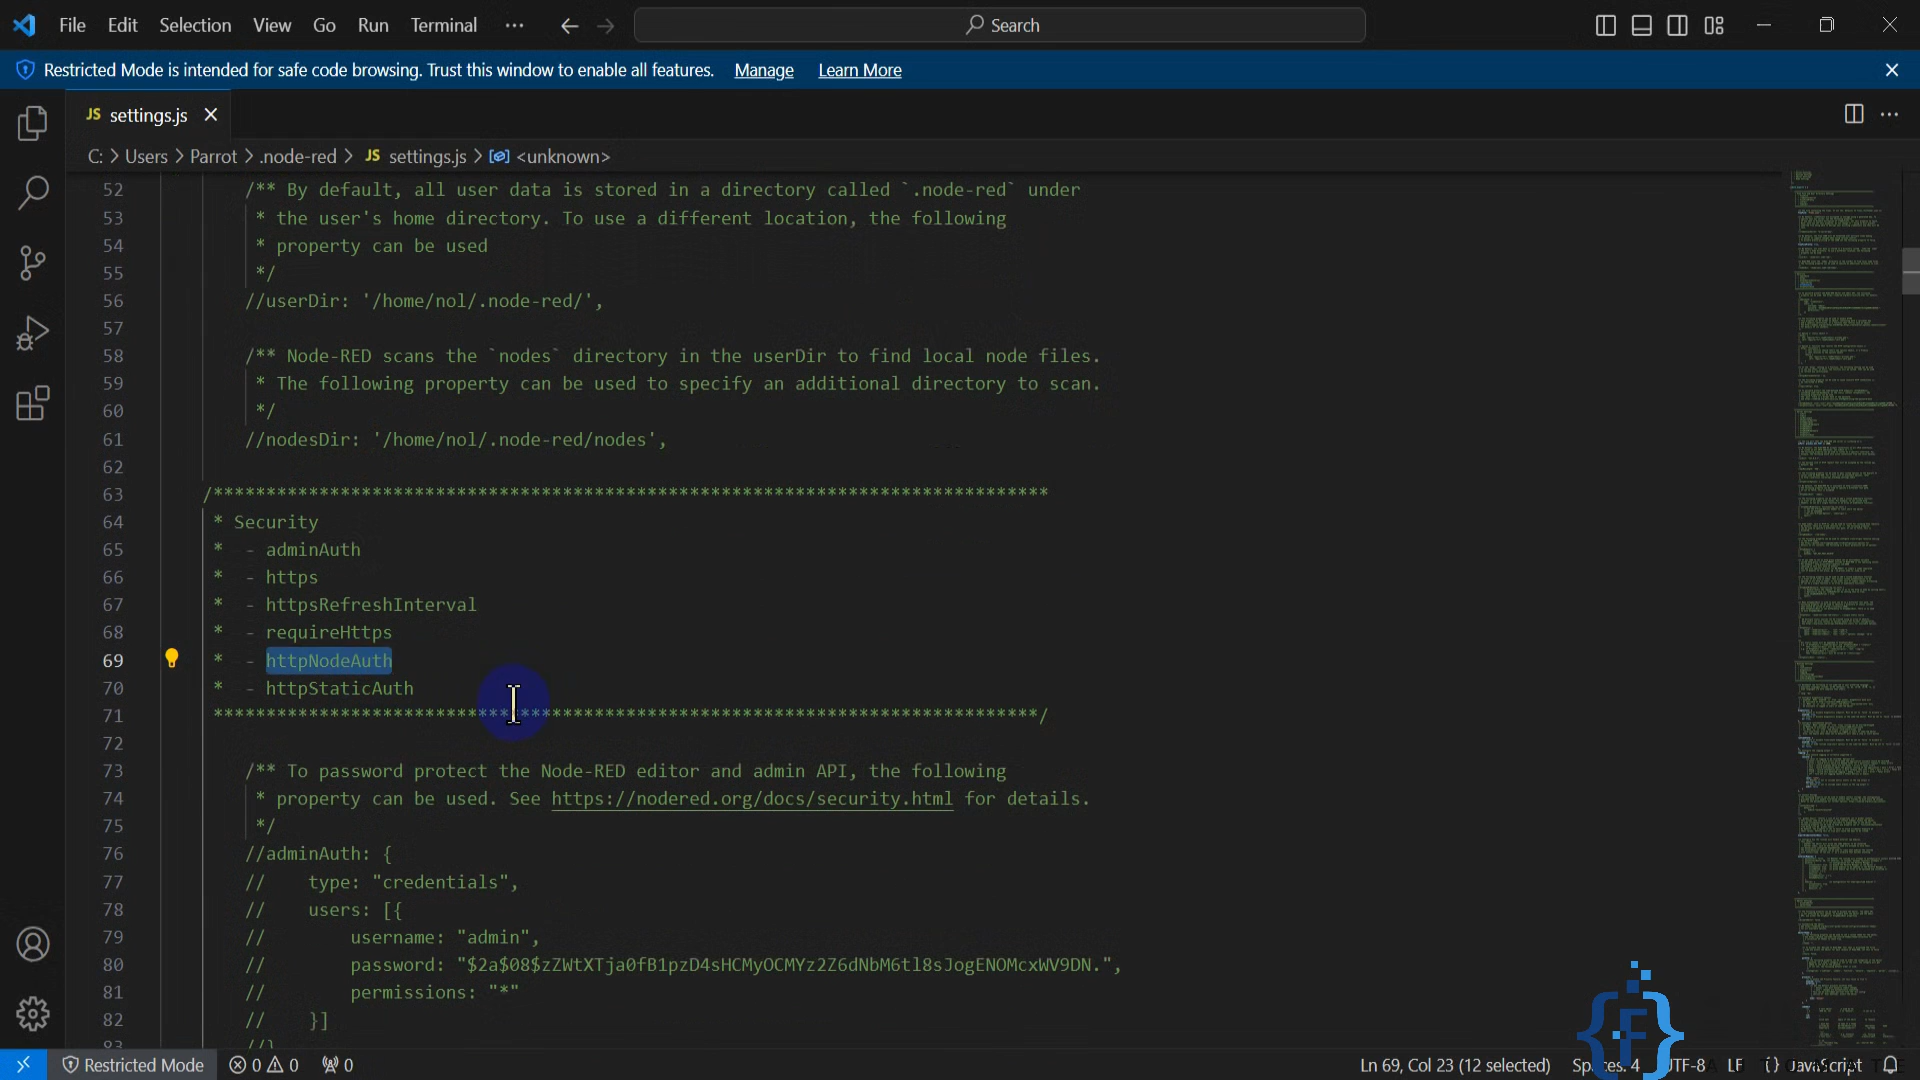 File Edit Selection View Go Run Terminal ··· Search
Restricted Mode is intended for safe code browsing. Trust this window to enable all features. Manage Learn More
JS settings.js
C: > Users > Parrot > .node-red > JS settings.js > <unknown>
52 /** By default, all user data is stored in a directory called `.node-red` under
53 * the user's home directory. To use a different location, the following
54 * property can be used
55 */
56 //userDir: '/home/nol/.node-red/',
57
58 /** Node-RED scans the `nodes` directory in the userDir to find local node files.
59 * The following property can be used to specify an additional directory to scan.
60 */
61 //nodesDir: '/home/nol/.node-red/nodes',
62
63 /*******************************************************************************
64 * Security
65 * - adminAuth
66 * - https
67 * - httpsRefreshInterval
68 * - requireHttps
69 * - httpNodeAuth
70 * - httpStaticAuth
71 ******************************************************************************/
72
73 /** To password protect the Node-RED editor and admin API, the following
74 * property can be used. See https://nodered.org/docs/security.html for details.
75 */
76 //adminAuth: {
77 // type: "credentials",
78 // users: [{
79 // username: "admin",
80 // password: "$2a$08$zZWtXTja0fB1pzD4sHCMyOCMYz2Z6dNbM6tl8sJogENOMcxWV9DN.",
81 // permissions: "*"
82 // }]
83 //}
Restricted Mode 0 0 0 Ln 69, Col 23 (12 selected) Spaces: 4 UTF-8 LF {} JavaScript